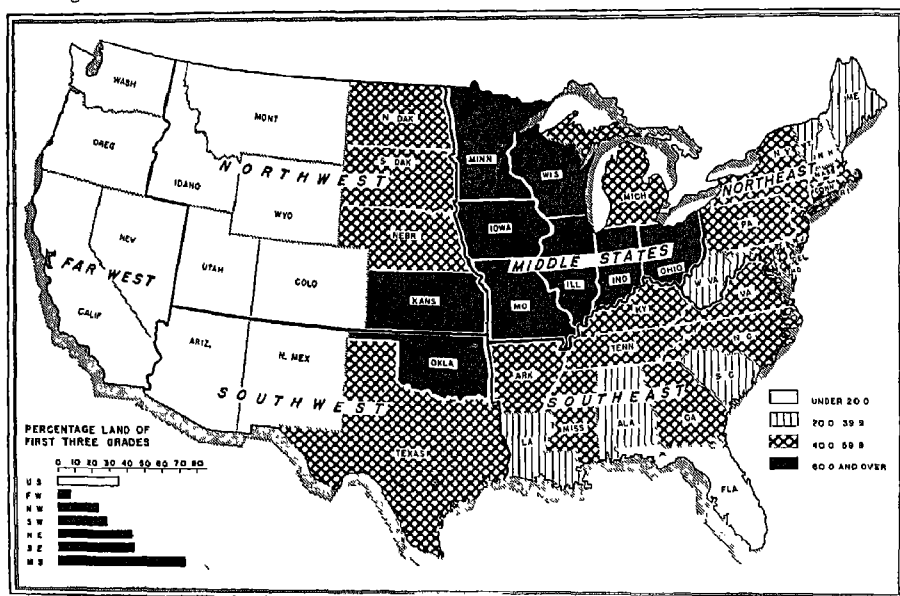 WASH
MONT
N DAK
ME
OREG
MINN
NORTHWEST
S DAK
WIS
N H
IDAHO
MICH
NORTHEAST
CONN
WYO
NEBR
IOWA
PA
NEV
MIDDLE STATES
FAR WEST
UTAH
COLO
ILL
IND
OHIO
W VA
VA
KANS
MO
KY
CALIF
N C
TENN
ARIZ.
N. MEX
OKLA
ARK
S C
SOUTHWEST
SOUTHEAST
MISS
ALA
GA
LA
TEXAS
FLA
UNDER 20 0
20 0 39 9
40 0 59 9
60 0 AND OVER
PERCENTAGE LAND OF
FIRST THREE GRADES
0 10 20 30 40 50 60 70 80
U S
F W
N W
S W
N E
S E
M S